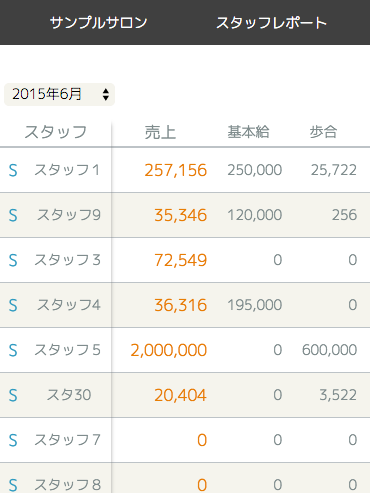 サンプルサロン スタッフレポート
2015年6月
スタッフ 売上 基本給 歩合
S スタッフ1 257,156 250,000 25,722
S スタッフ9 35,346 120,000 256
S スタッフ3 72,549 0 0
S スタッフ4 36,316 195,000 0
S スタッフ5 2,000,000 0 600,000
S スタ30 20,404 0 3,522
S スタッフ7 0 0 0
S スタッフ8 0 0 0